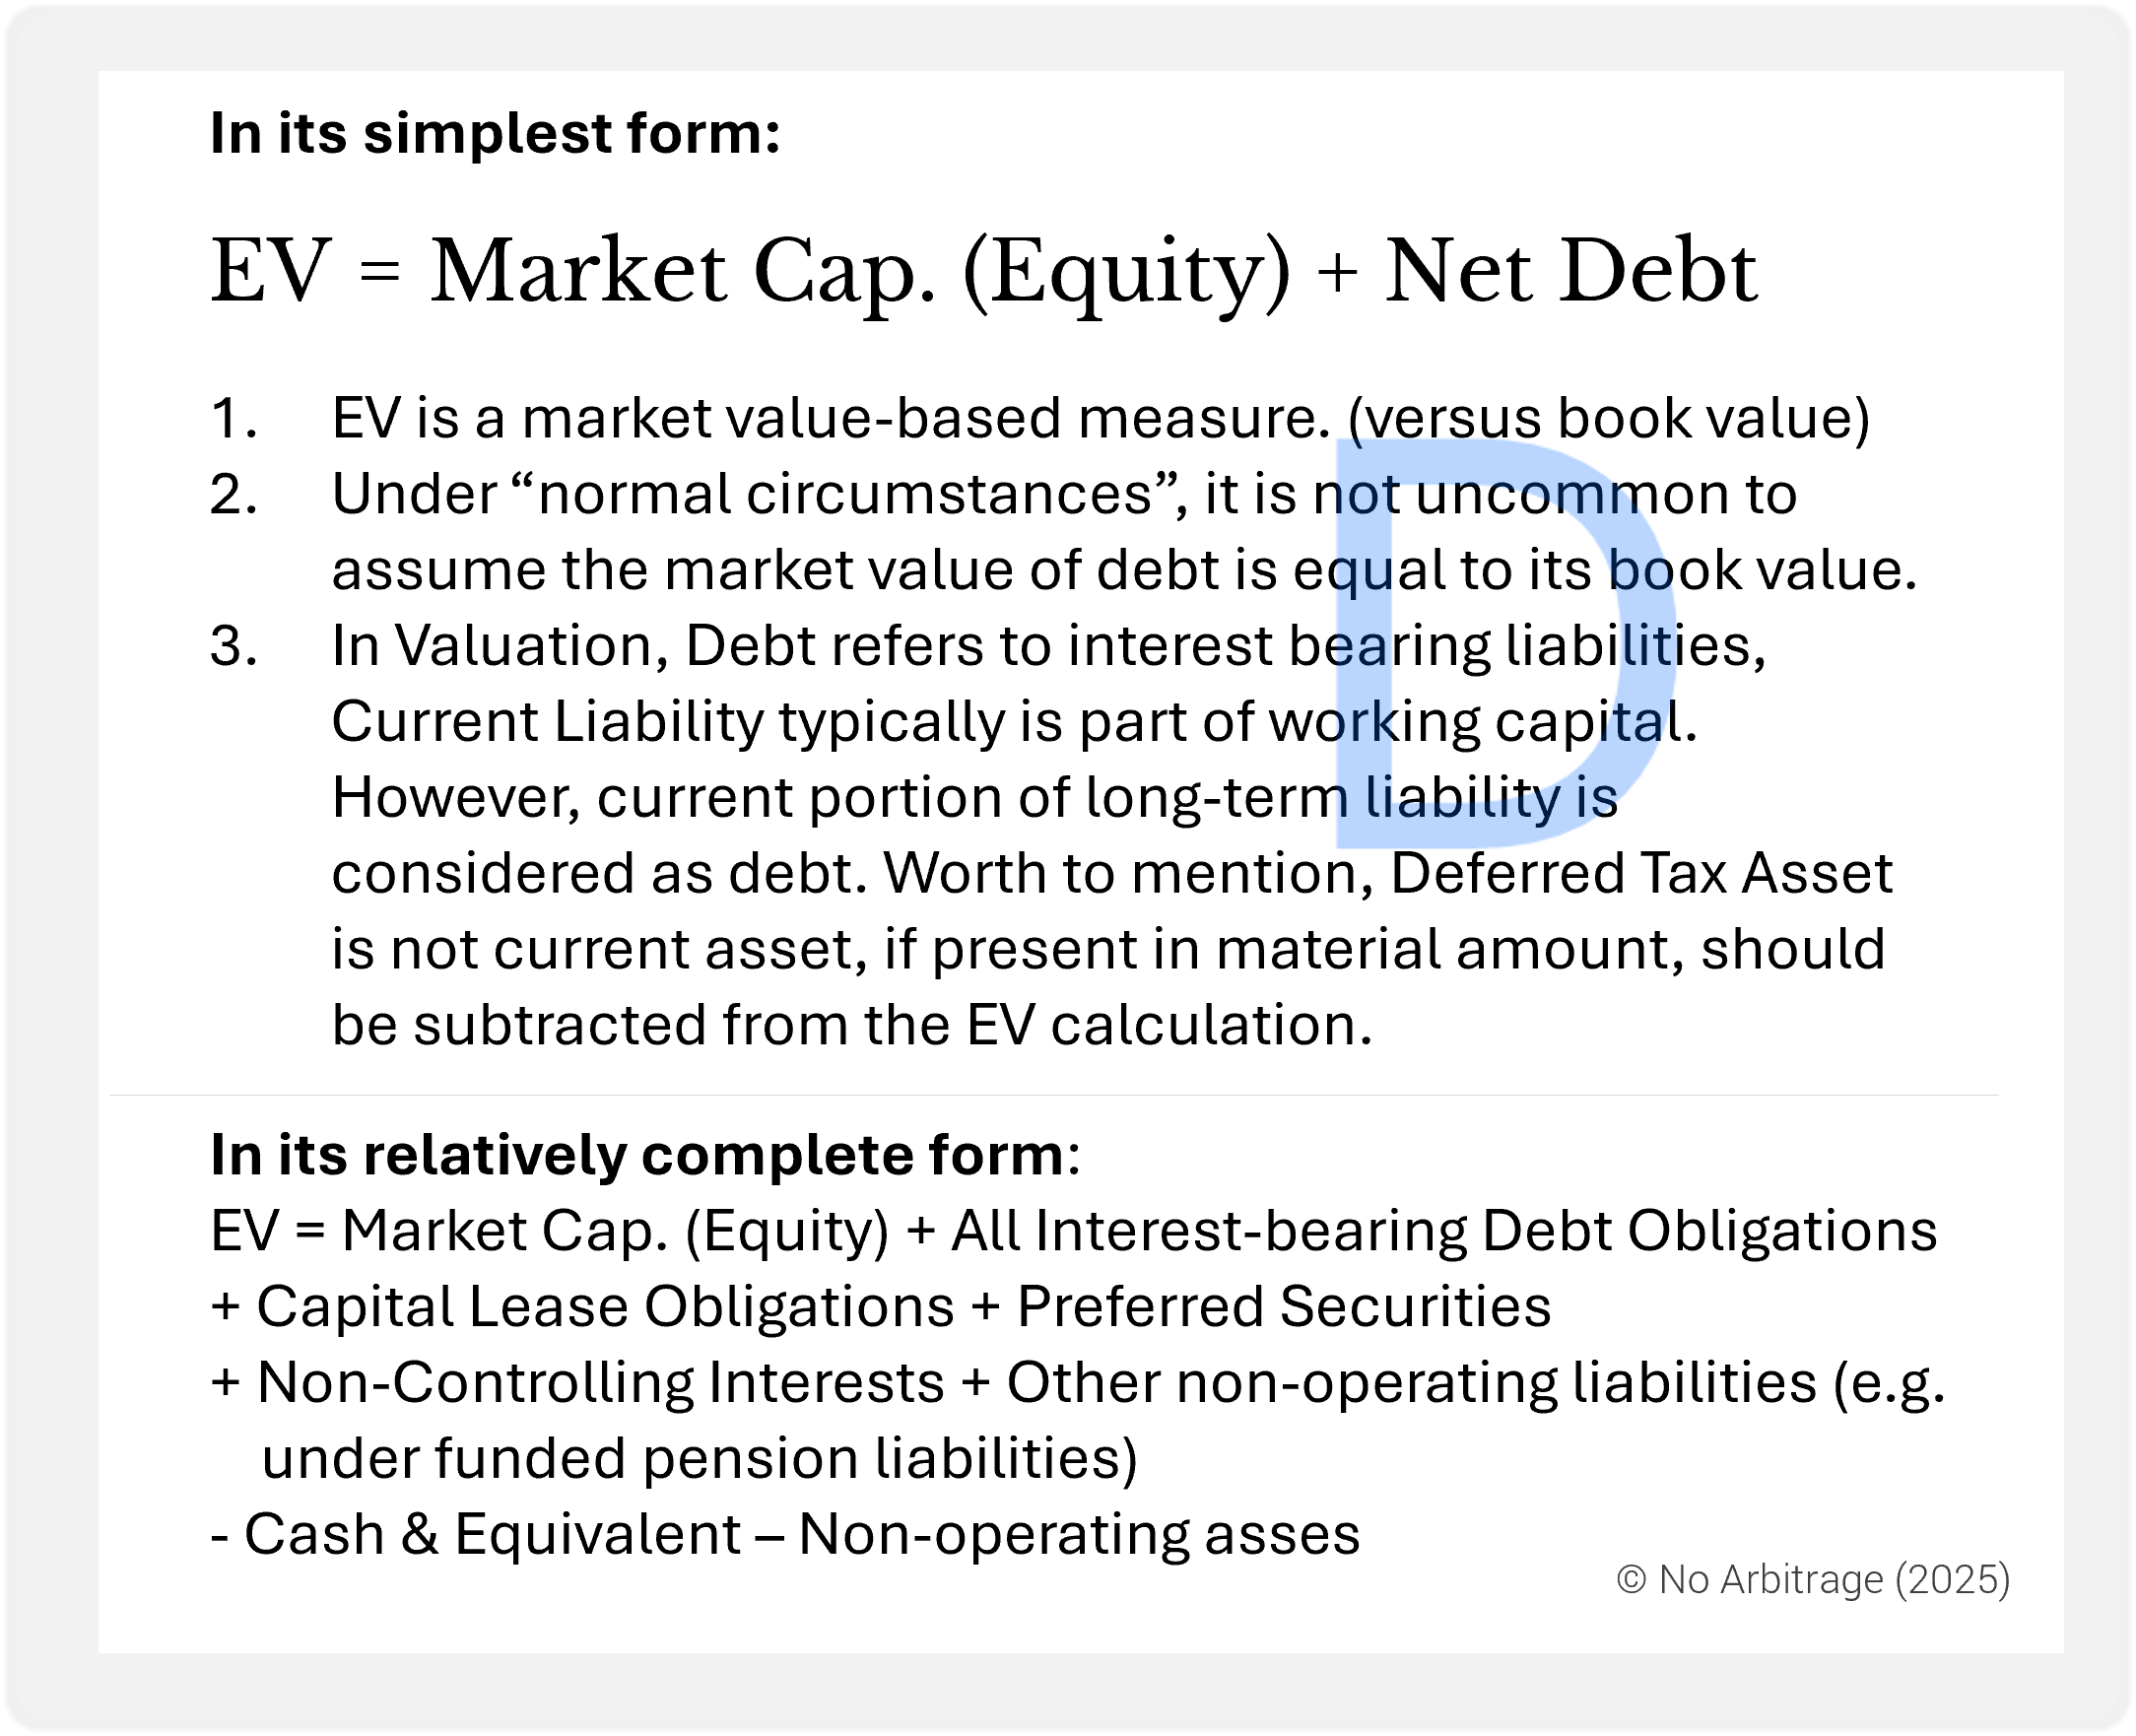 In its simplest form:
EV = Market Cap. (Equity) + Net Debt
1. EV is a market value-based measure. (versus book value)
2. Under “normal circumstances”, it is not uncommon to
assume the market value of debt is equal to its book value.
3. In Valuation, Debt refers to interest bearing liabilities,
Current Liability typically is part of working capital.
However, current portion of long-term liability is
considered as debt. Worth to mention, Deferred Tax Asset
is not current asset, if present in material amount, should
be subtracted from the EV calculation.
In its relatively complete form:
EV = Market Cap. (Equity) + All Interest-bearing Debt Obligations
+ Capital Lease Obligations + Preferred Securities
+ Non-Controlling Interests + Other non-operating liabilities (e.g.
under funded pension liabilities)
- Cash & Equivalent – Non-operating asses
© No Arbitrage (2025)
D